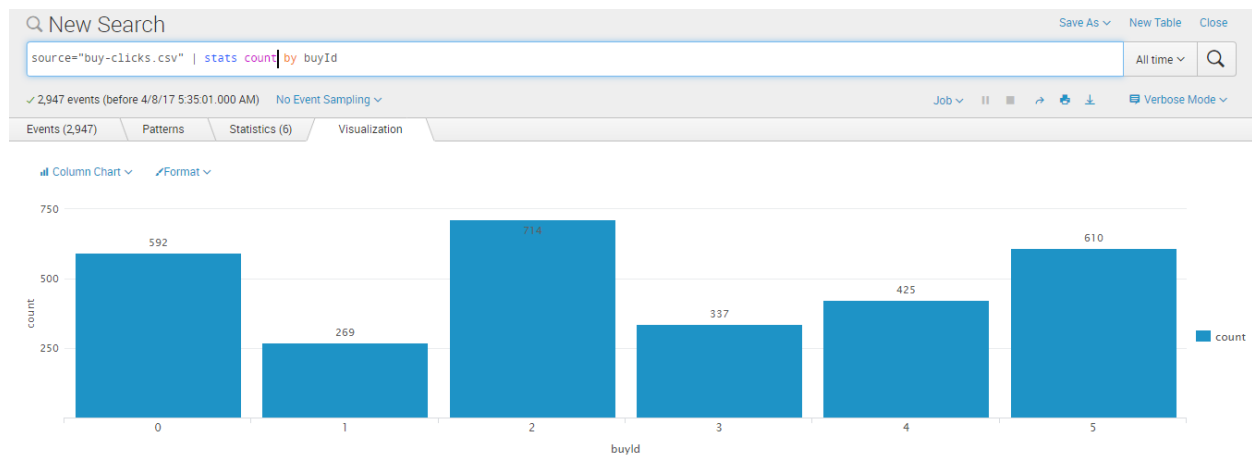 New Search
Save As New Table Close
source="buy-clicks.csv" | stats count by buyId
All time
2,947 events (before 4/8/17 5:35:01.000 AM) No Event Sampling
Job Verbose Mode
Events (2,947) Patterns Statistics (6) Visualization
Column Chart Format
750
714
592
610
500
425
337
269
250
count
count
0 1 2 3 4 5
buyId